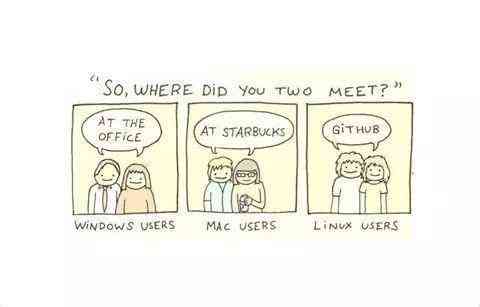 "SO, WHERE DID YOU TWO MEET?"
AT THE
OFFICE
AT STARBUCKS
GITHUB
WINDOWS USERS
MAC USERS
LINUX USERS